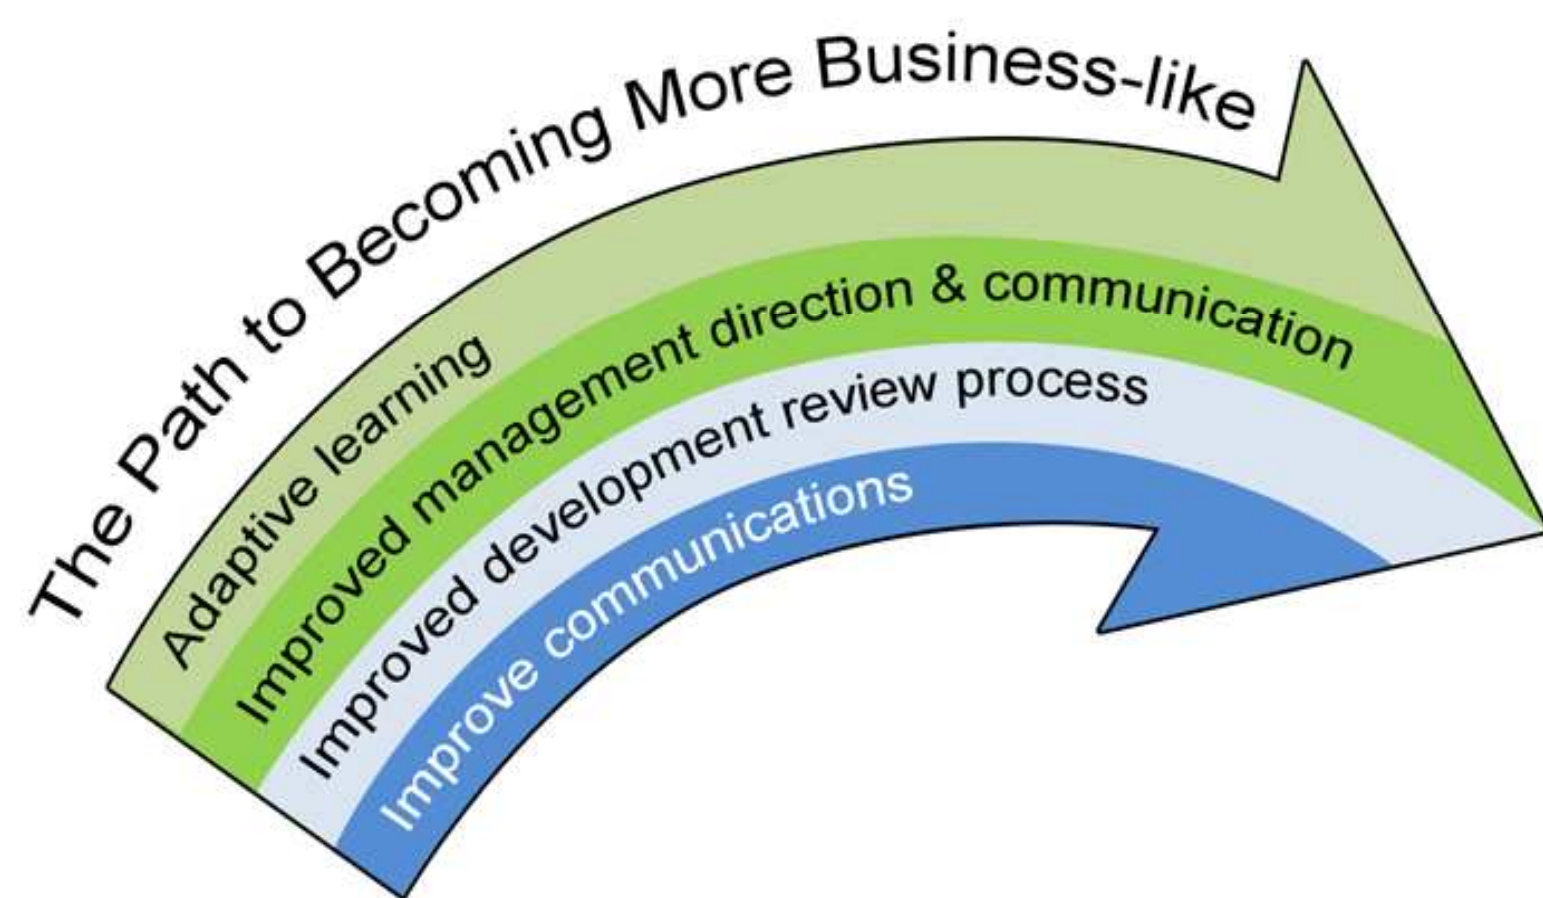 The Path to Becoming More Business-like
Adaptive learning
Improved management direction & communication
Improved development review process
Improve communications